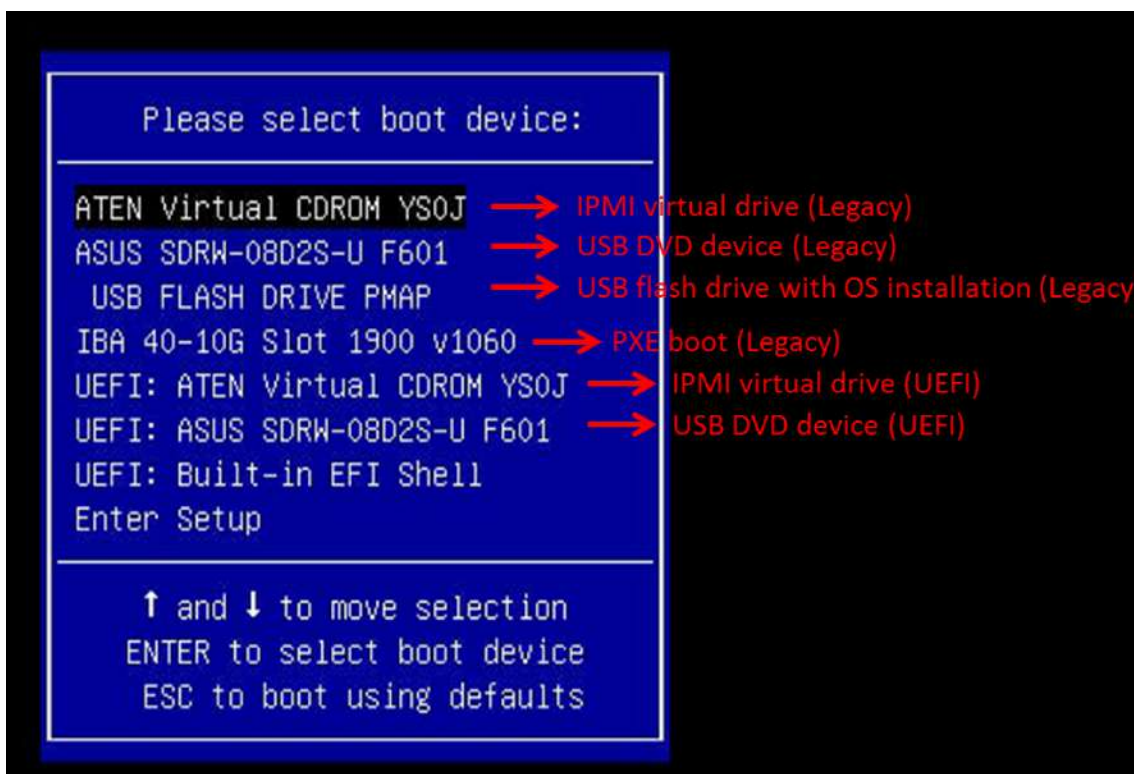 Please select boot device:
ATEN Virtual CDROM YS0J → IPMI virtual drive (Legacy)
ASUS SDRW-08D2S-U F601 → USB DVD device (Legacy)
USB FLASH DRIVE PMAP → USB flash drive with OS installation (Legacy
IBA 40-10G Slot 1900 v1060 → PXE boot (Legacy)
UEFI: ATEN Virtual CDROM YS0J → IPMI virtual drive (UEFI)
UEFI: ASUS SDRW-08D2S-U F601 → USB DVD device (UEFI)
UEFI: Built-in EFI Shell
Enter Setup
↑ and ↓ to move selection
ENTER to select boot device
ESC to boot using defaults